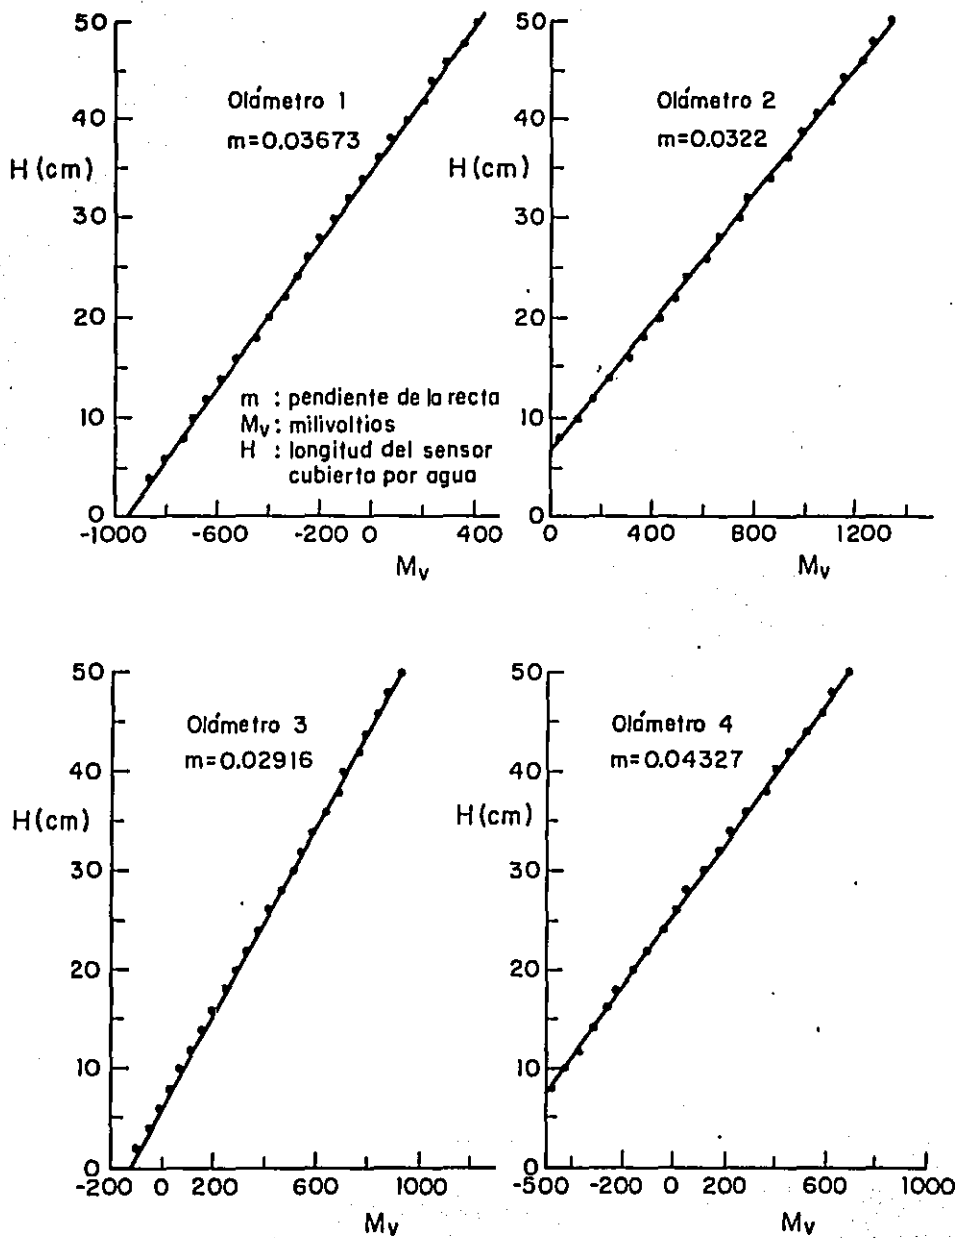 50
40
30
20
10
0
H (cm)
Olámetro 1
m=0.03673
m : pendiente de la recta
Mv: milivoltios
H : longitud del sensor
cubierta por agua
-1000
-600
-200
0
400
Mv
50
40
30
20
10
0
H (cm)
Olámetro 2
m=0.0322
0
400
800
1200
Mv
50
40
30
20
10
0
H (cm)
Olámetro 3
m=0.02916
-200
0
200
600
1000
Mv
50
40
30
20
10
0
H (cm)
Olámetro 4
m=0.04327
-500
-200
0
200
600
1000
Mv